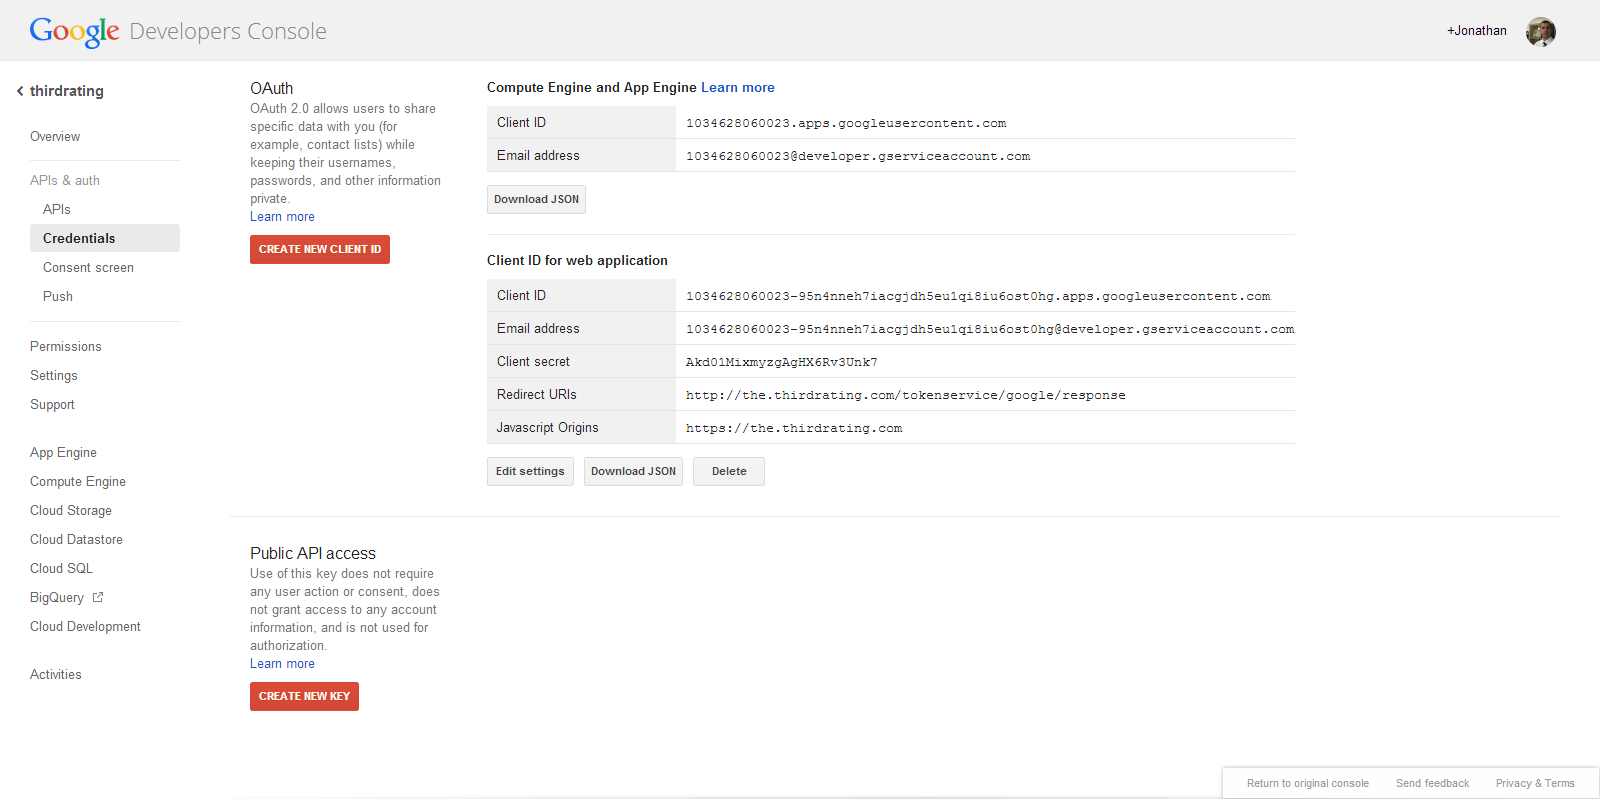 Google Developers Console
+Jonathan
thirdrating
Overview
APIs & auth
APIs
Credentials
Consent screen
Push
Permissions
Settings
Support
App Engine
Compute Engine
Cloud Storage
Cloud Datastore
Cloud SQL
BigQuery
Cloud Development
Activities
OAuth
OAuth 2.0 allows users to share
specific data with you (for
example, contact lists) while
keeping their usernames,
passwords, and other information
private.
Learn more
CREATE NEW CLIENT ID
Compute Engine and App Engine Learn more
Client ID 1034628060023.apps.googleusercontent.com
Email address 1034628060023@developer.gserviceaccount.com
Download JSON
Client ID for web application
Client ID 1034628060023-95n4nneh7iacgjdh5eu1qi8iu6ost0hg.apps.googleusercontent.com
Email address 1034628060023-95n4nneh7iacgjdh5eu1qi8iu6ost0hg@developer.gserviceaccount.com
Client secret Akd01MixmyzgAgHX6Rv3Unk7
Redirect URIs http://the.thirdrating.com/tokenservice/google/response
Javascript Origins https://the.thirdrating.com
Edit settings Download JSON Delete
Public API access
Use of this key does not require
any user action or consent, does
not grant access to any account
information, and is not used for
authorization.
Learn more
CREATE NEW KEY
Return to original console Send feedback Privacy & Terms